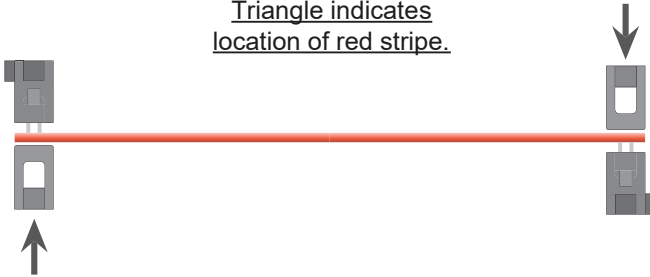 Triangle indicates
location of red stripe.